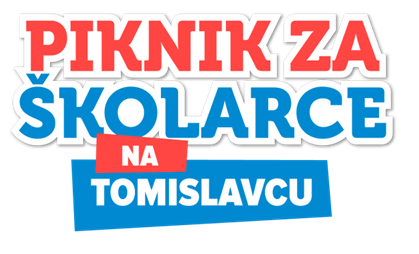 PIKNIK ZA
ŠKOLARCE
NA
TOMISLAVCU